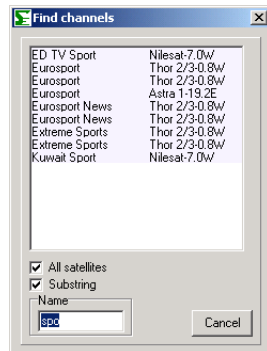 Find channels
ED TV Sport Nilesat-7.0W
Eurosport Thor 2/3-0.8W
Eurosport Thor 2/3-0.8W
Eurosport Astra 1-19.2E
Eurosport News Thor 2/3-0.8W
Eurosport News Thor 2/3-0.8W
Extreme Sports Thor 2/3-0.8W
Extreme Sports Thor 2/3-0.8W
Kuwait Sport Nilesat-7.0W
All satellites
Substring
Name
spo
Cancel